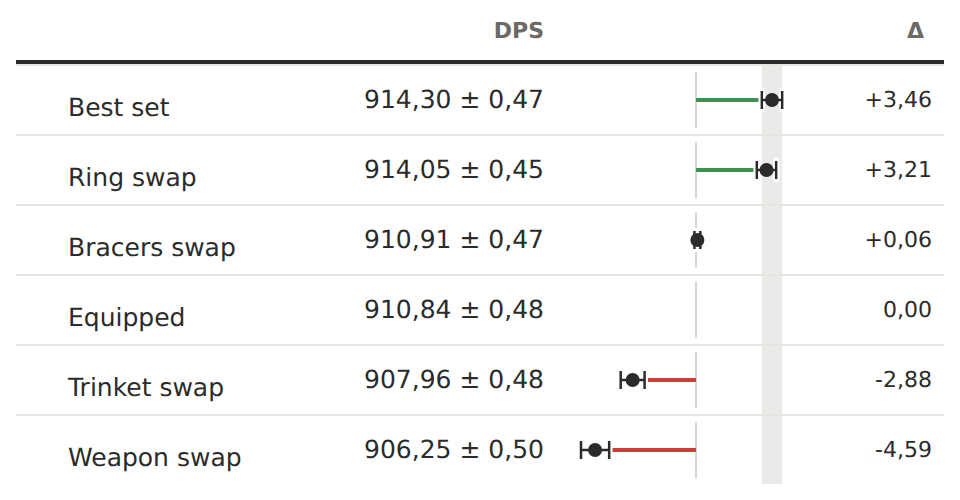 DPS Δ
Best set 914,30 ± 0,47 +3,46
Ring swap 914,05 ± 0,45 +3,21
Bracers swap 910,91 ± 0,47 +0,06
Equipped 910,84 ± 0,48 0,00
Trinket swap 907,96 ± 0,48 -2,88
Weapon swap 906,25 ± 0,50 -4,59